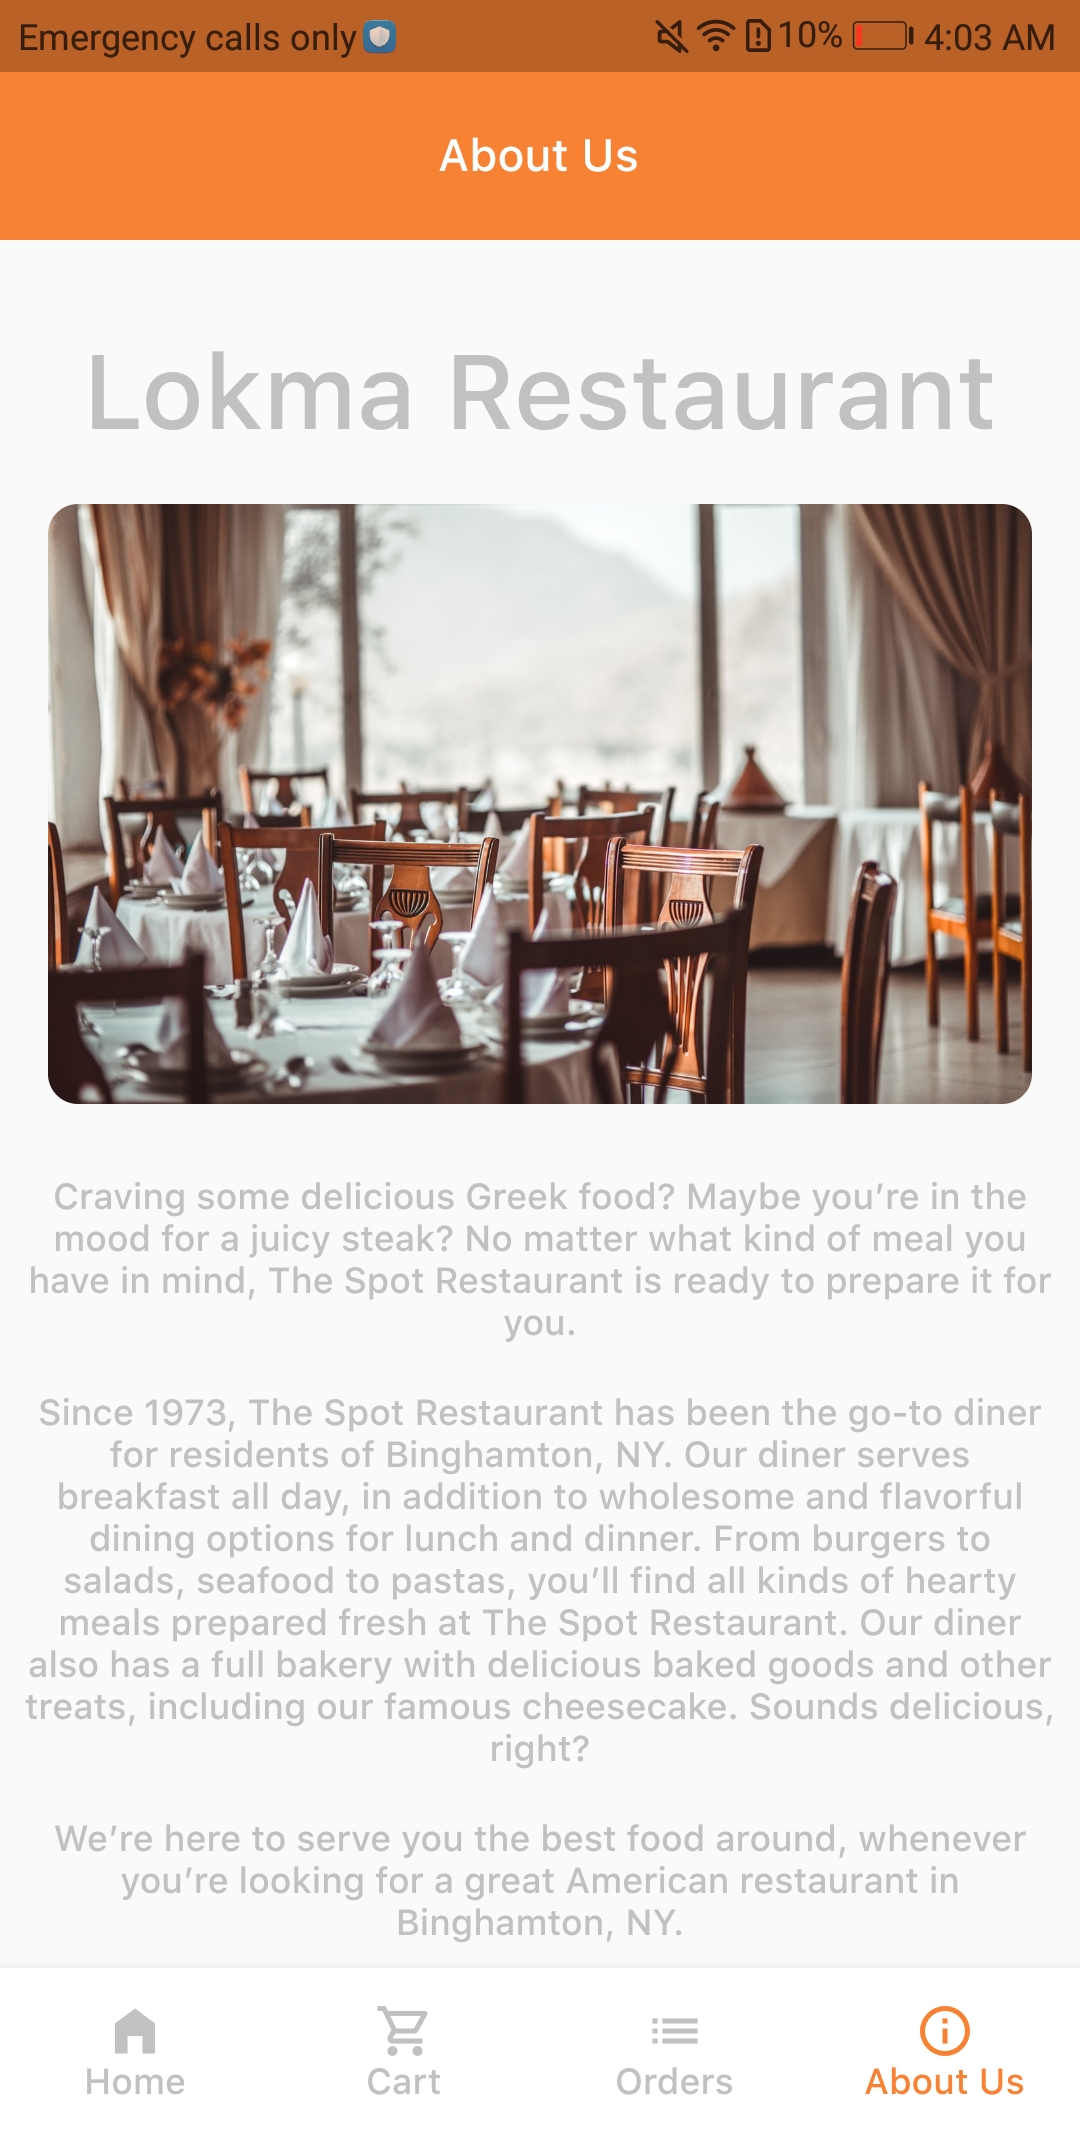 Emergency calls only
10%
4:03 AM
About Us
Lokma Restaurant
Craving some delicious Greek food? Maybe you’re in the
mood for a juicy steak? No matter what kind of meal you
have in mind, The Spot Restaurant is ready to prepare it for
you.
Since 1973, The Spot Restaurant has been the go-to diner
for residents of Binghamton, NY. Our diner serves
breakfast all day, in addition to wholesome and flavorful
dining options for lunch and dinner. From burgers to
salads, seafood to pastas, you’ll find all kinds of hearty
meals prepared fresh at The Spot Restaurant. Our diner
also has a full bakery with delicious baked goods and other
treats, including our famous cheesecake. Sounds delicious,
right?
We’re here to serve you the best food around, whenever
you’re looking for a great American restaurant in
Binghamton, NY.
Home
Cart
Orders
About Us